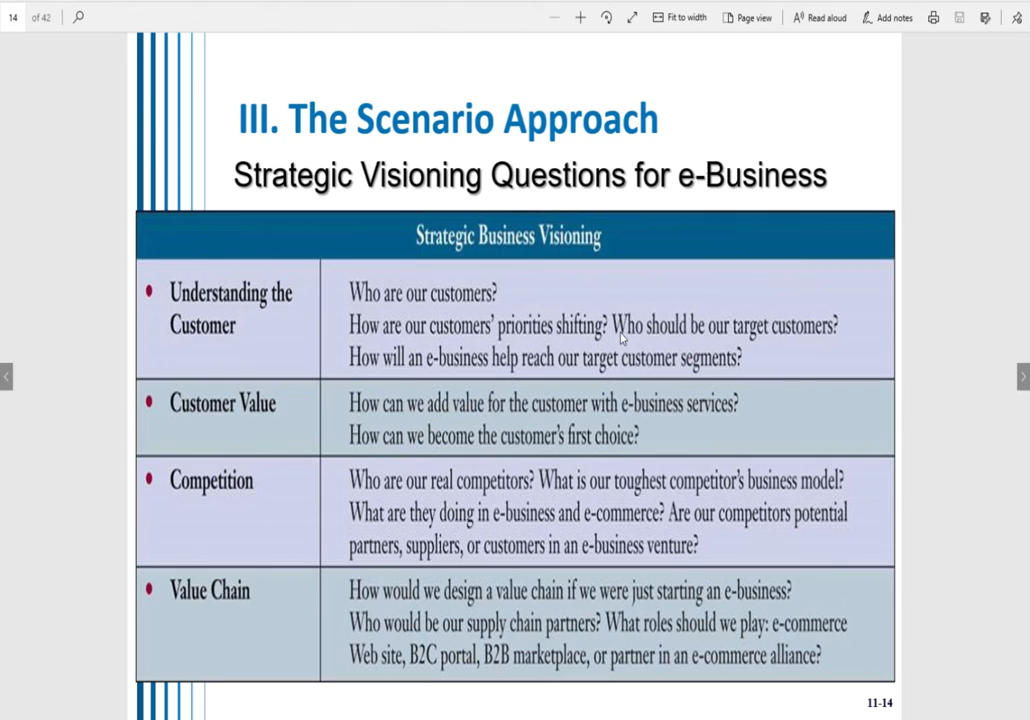 14 of 42 Fit to width Page view Read aloud Add notes
III. The Scenario Approach
Strategic Visioning Questions for e-Business
Strategic Business Visioning
• Understanding the Customer
Who are our customers?
How are our customers' priorities shifting? Who should be our target customers?
How will an e-business help reach our target customer segments?
• Customer Value
How can we add value for the customer with e-business services?
How can we become the customer's first choice?
• Competition
Who are our real competitors? What is our toughest competitor's business model?
What are they doing in e-business and e-commerce? Are our competitors potential
partners, suppliers, or customers in an e-business venture?
• Value Chain
How would we design a value chain if we were just starting an e-business?
Who would be our supply chain partners? What roles should we play: e-commerce
Web site, B2C portal, B2B marketplace, or partner in an e-commerce alliance?
11-14